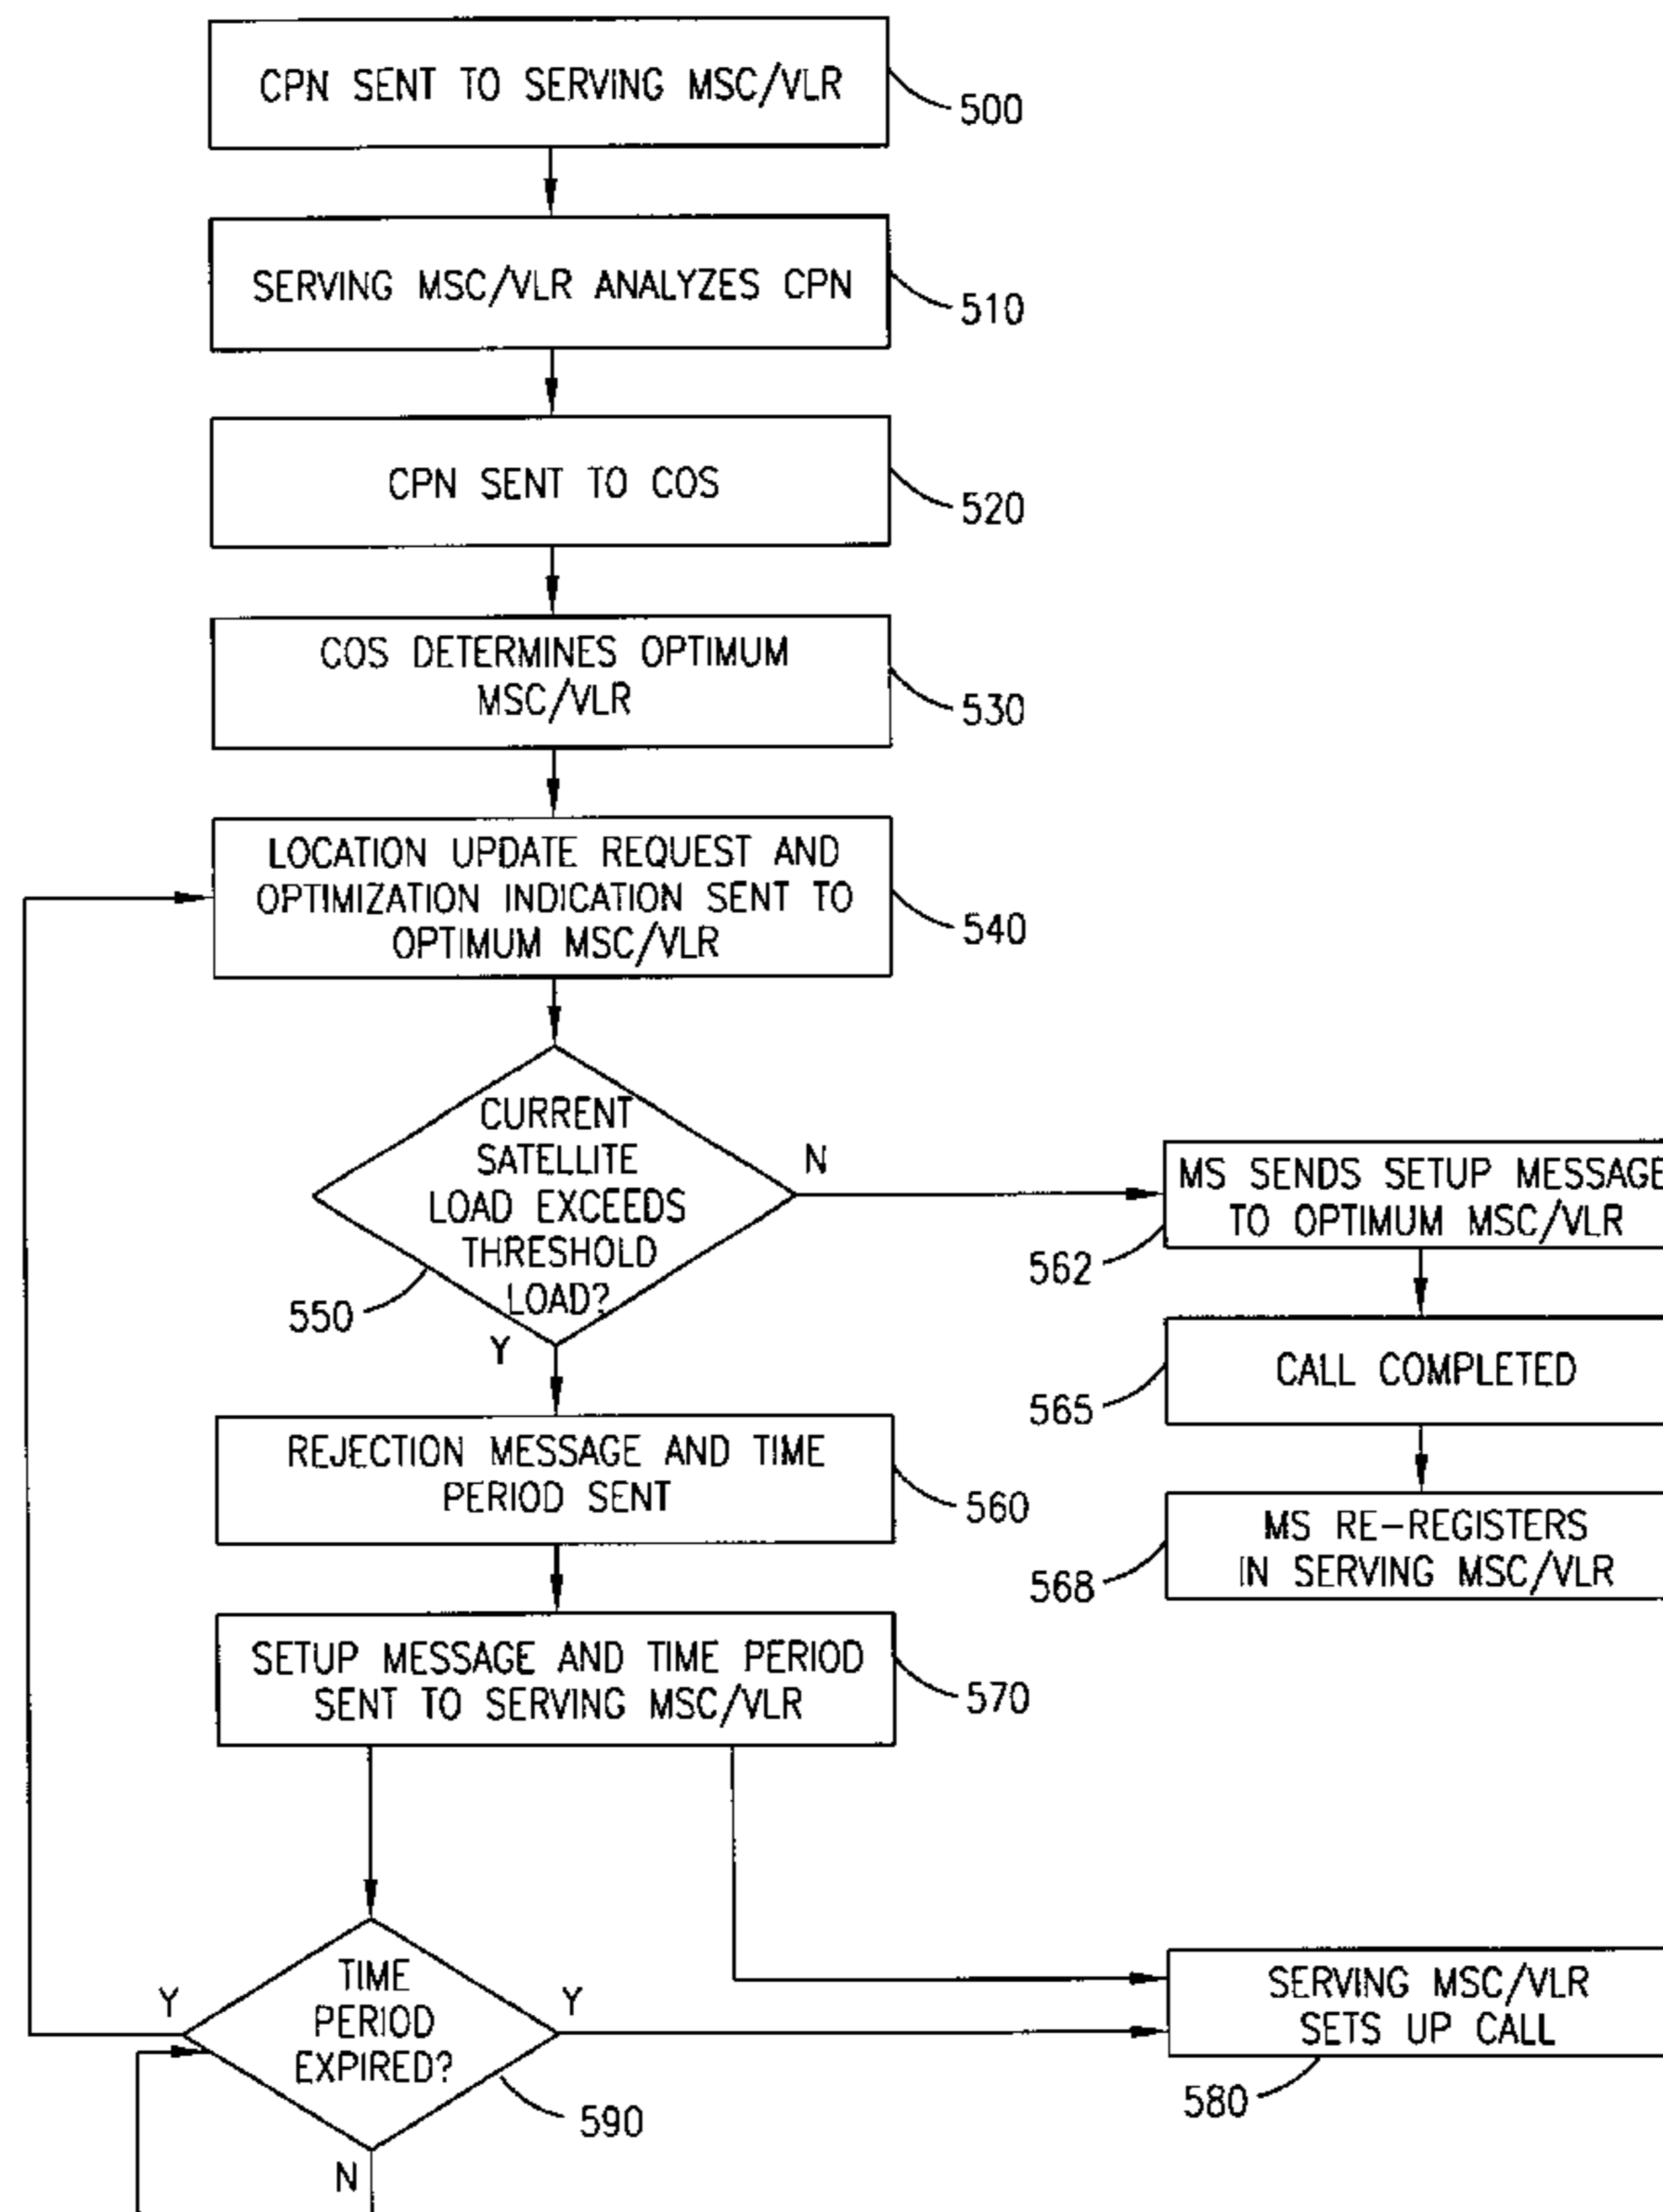 CPN SENT TO SERVING MSC/VLR
500
SERVING MSC/VLR ANALYZES CPN
510
CPN SENT TO COS
520
COS DETERMINES OPTIMUM
MSC/VLR
530
LOCATION UPDATE REQUEST AND
OPTIMIZATION INDICATION SENT TO
OPTIMUM MSC/VLR
540
CURRENT
SATELLITE
LOAD EXCEEDS
THRESHOLD
LOAD?
550
N
Y
MS SENDS SETUP MESSAGE
TO OPTIMUM MSC/VLR
562
CALL COMPLETED
565
MS RE-REGISTERS
IN SERVING MSC/VLR
568
REJECTION MESSAGE AND TIME
PERIOD SENT
560
SETUP MESSAGE AND TIME PERIOD
SENT TO SERVING MSC/VLR
570
TIME
PERIOD
EXPIRED?
Y
Y
590
N
SERVING MSC/VLR
SETS UP CALL
580